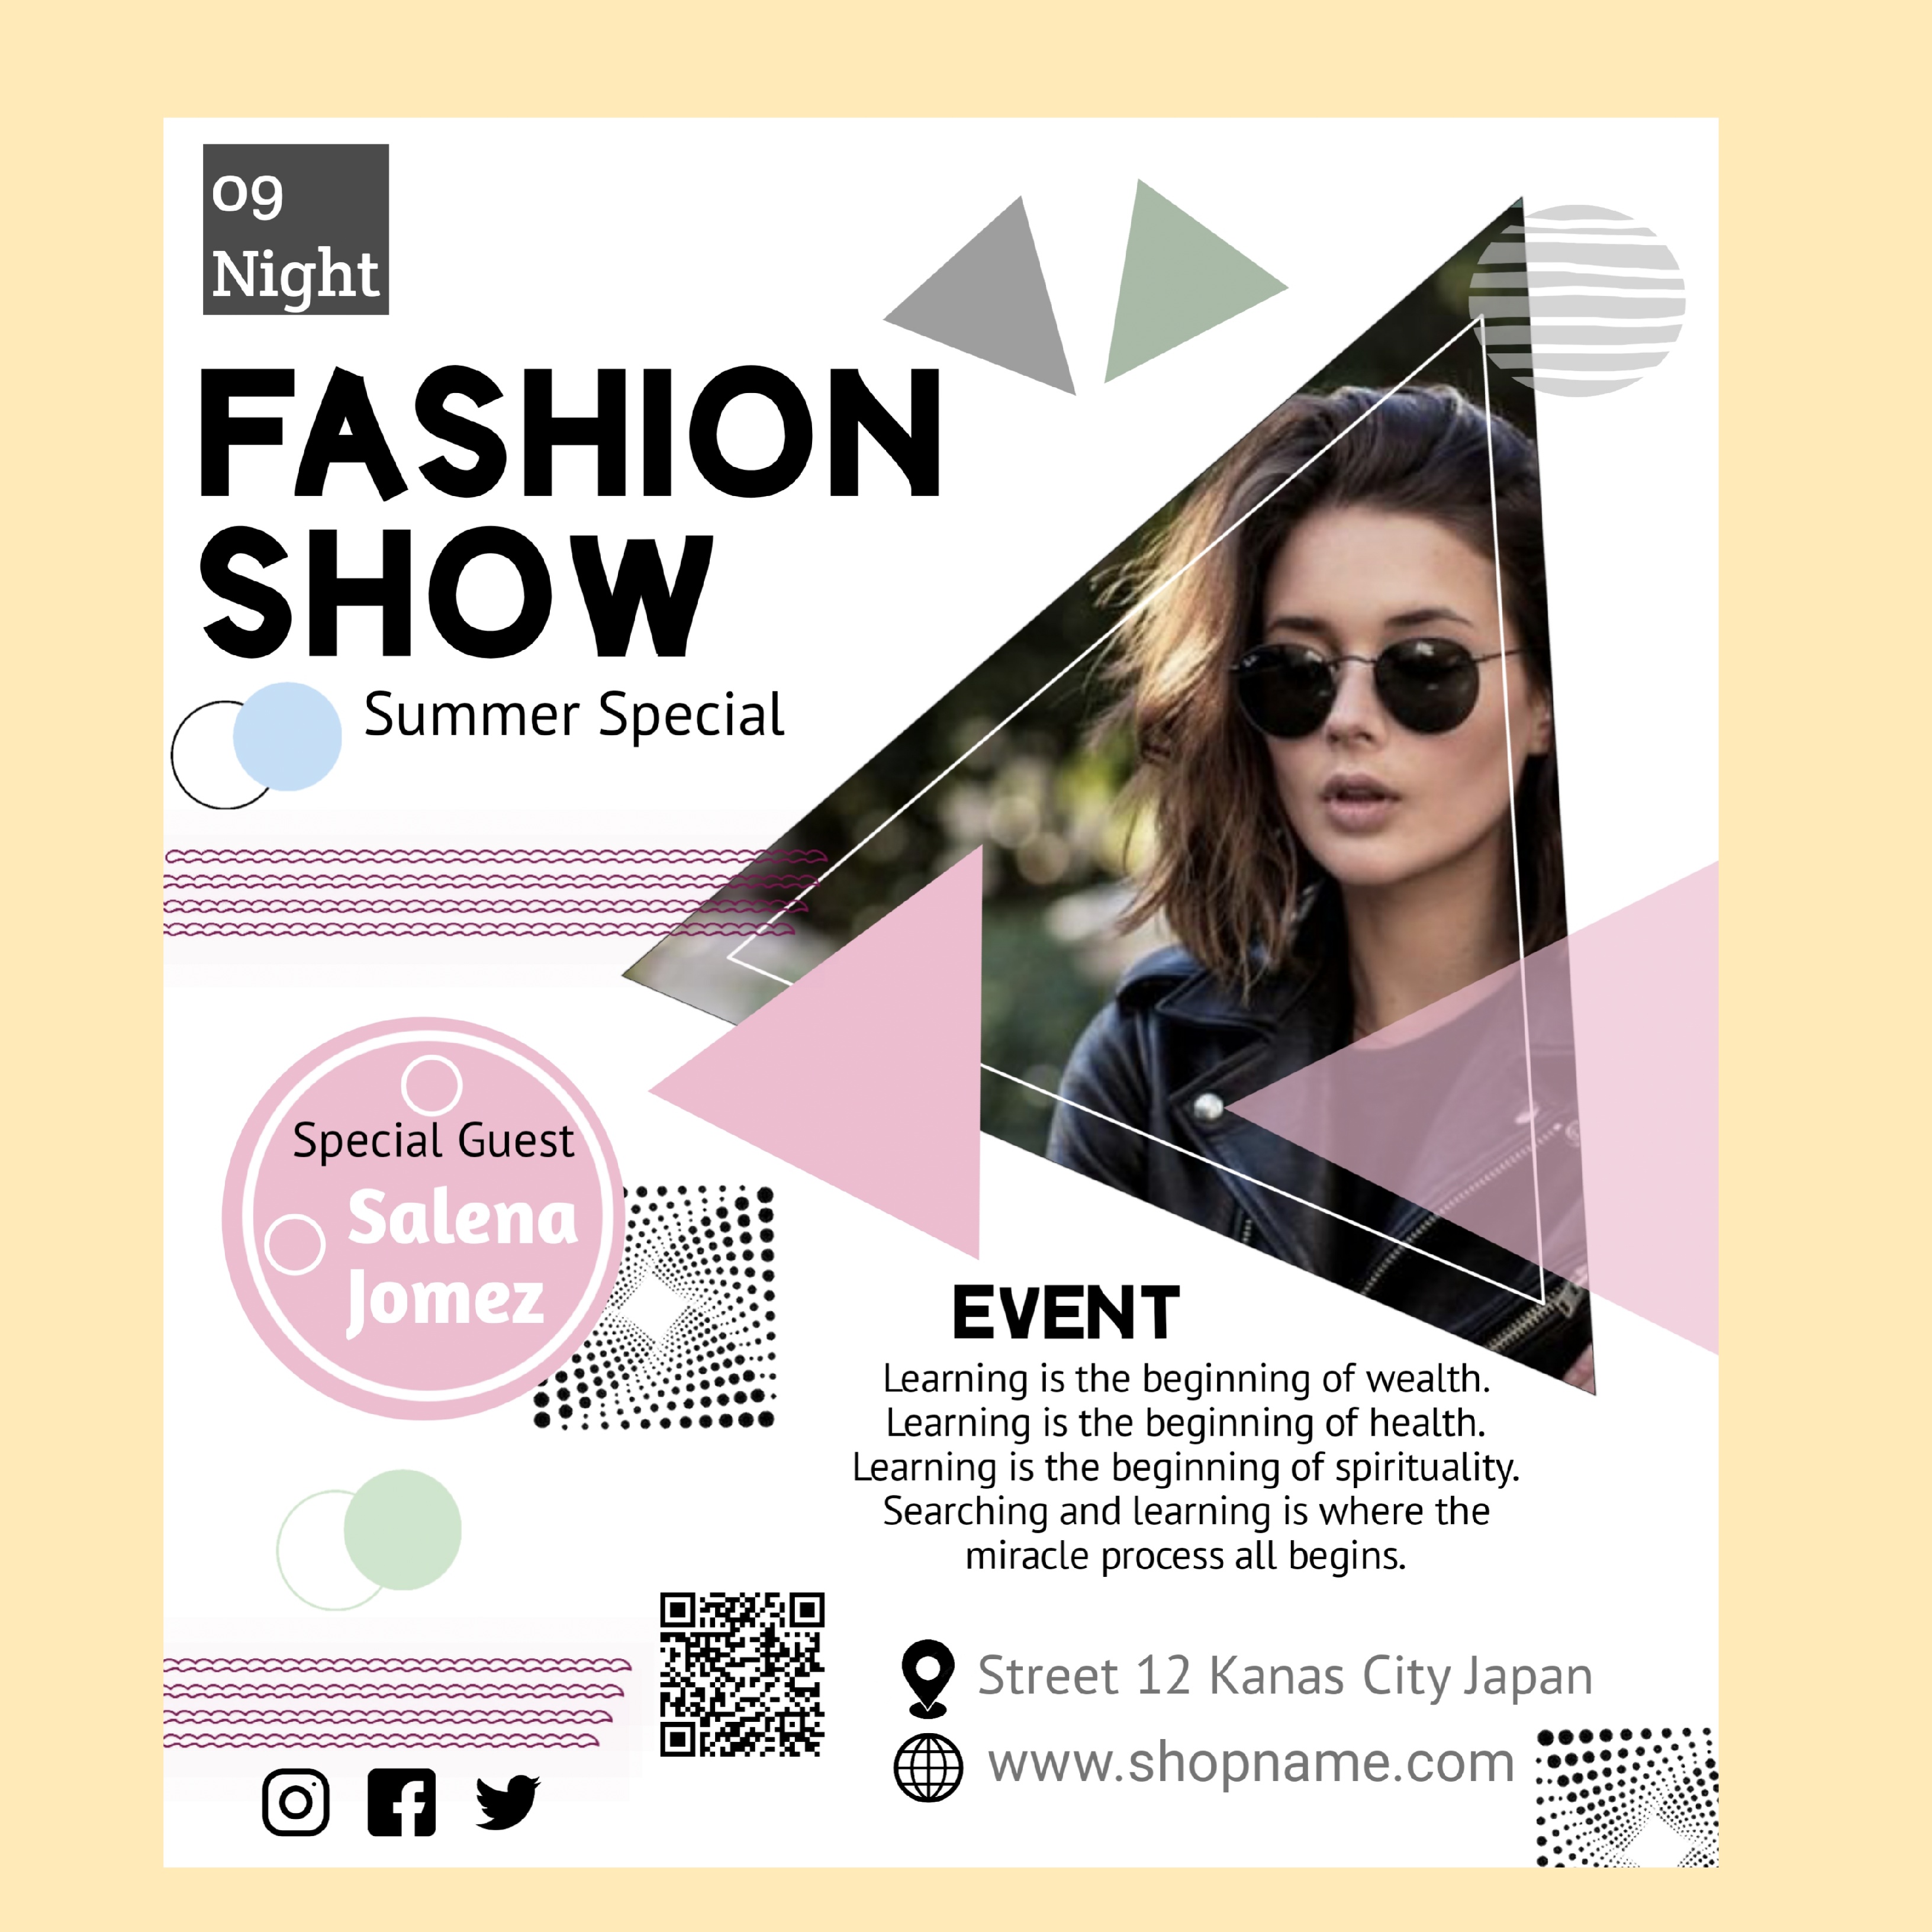 09
Night
FASHION
SHOW
Summer Special
Special Guest
Salena
Jomez
EVENT
Learning is the beginning of wealth.
Learning is the beginning of health.
Learning is the beginning of spirituality.
Searching and learning is where the
miracle process all begins.
Street 12 Kanas City Japan
www.shopname.com